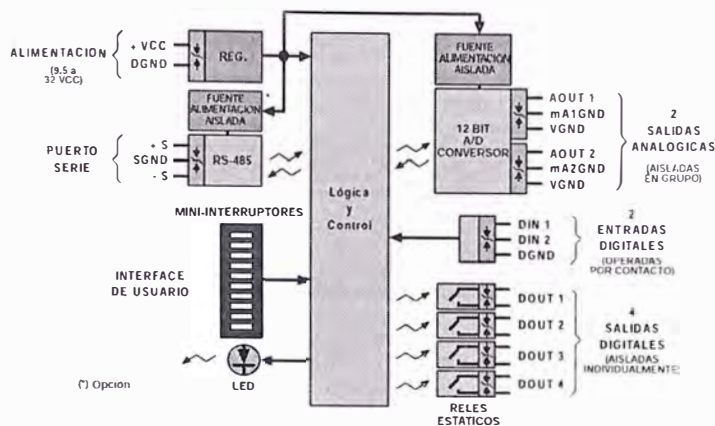 ALIMENTACIÓN
(9,5 a
32 VCC)
+ VCC
DGND
REG.
FUENTE
ALIMENTACION
AISLADA
*
PUERTO
SERIE
+ S
SGND
- S
RS-485
MINI-INTERRUPTORES
INTERFACE
DE USUARIO
LED
(*) Opción
Lógica
y
Control
FUENTE
ALIMENTACIÓN
AISLADA
12 BIT
A/D
CONVERSOR
AOUT 1
mA1GND
VGND
AOUT 2
mA2GND
VGND
2
SALIDAS
ANALOGICAS
(AISLADAS
EN GRUPO)
DIN 1
DIN 2
DGND
2
ENTRADAS
DIGITALES
(OPERADAS
POR CONTACTO)
DOUT 1
DOUT 2
DOUT 3
DOUT 4
4
SALIDAS
DIGITALES
(AISLADAS
INDIVIDUALMENTE)
RELES
ESTATICOS